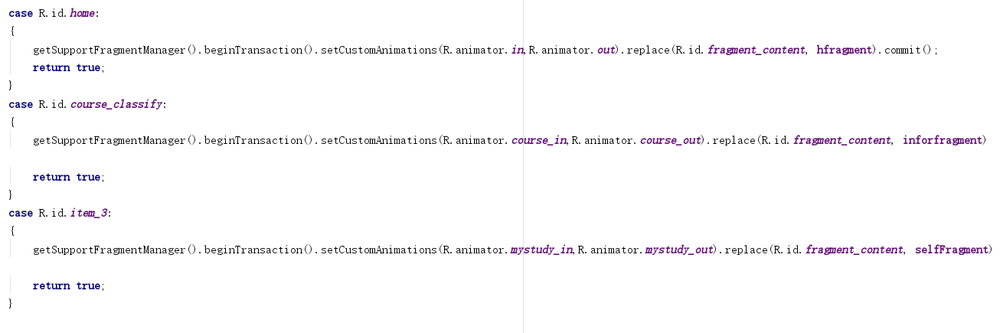 case R.id.home:
{
getSupportFragmentManager().beginTransaction().setCustomAnimations(R.animator.in,R.animator.out).replace(R.id.fragment_content, hfragment).commit();
return true;
}
case R.id.course_classify:
{
getSupportFragmentManager().beginTransaction().setCustomAnimations(R.animator.course_in,R.animator.course_out).replace(R.id.fragment_content, inforfragment)
return true;
}
case R.id.item_3:
{
getSupportFragmentManager().beginTransaction().setCustomAnimations(R.animator.mystudy_in,R.animator.mystudy_out).replace(R.id.fragment_content, selfFragment)
return true;
}